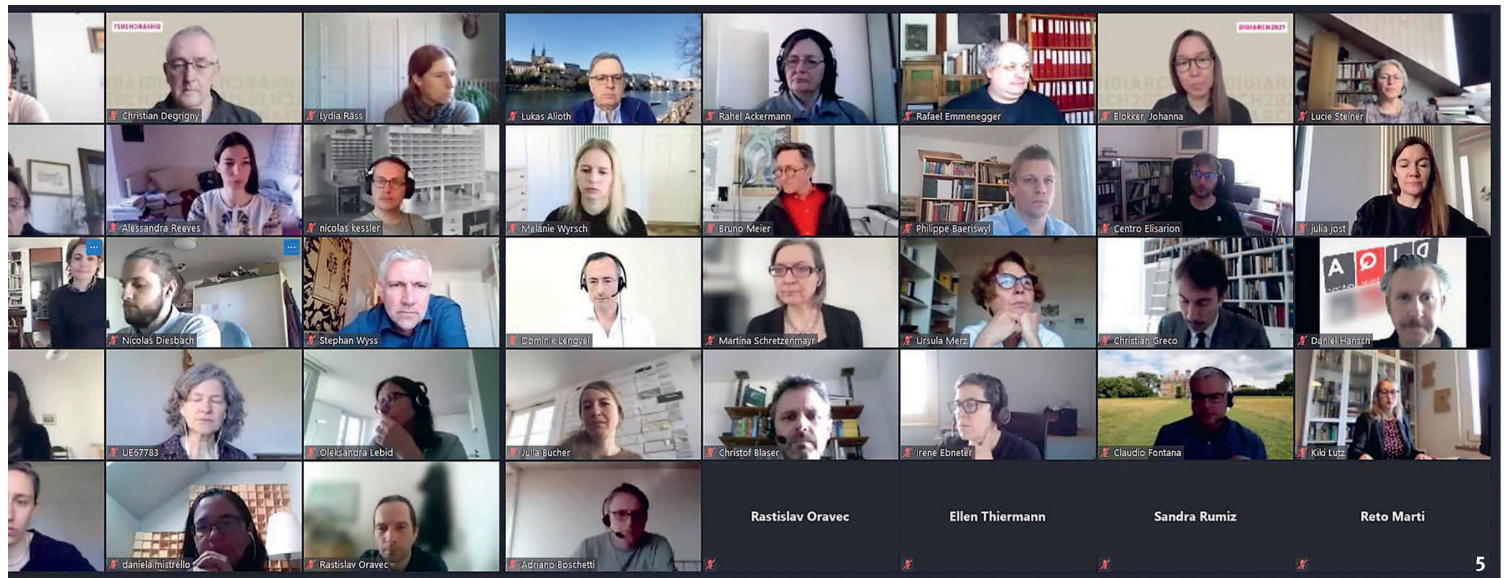 DIGIARCH2021
Christian Degrigny
Lydia Räss
Lukas Alioth
Rahel Ackermann
Rafael Emmenegger
Blokker, Johanna
DIGIARCH2021
Lucie Steiner
Alessandra Reeves
nicolas kessler
Melanie Wyrsch
Bruno Meier
Philippe Baeriswyl
Centro Elisarion
julia jost
Nicolas Diesbach
Stephan Wyss
Dominik Lengyel
Martina Schretzenmayr
Ursula Merz
Christian Greco
Daniel Hansch
UE67783
Oleksandra Lebid
Julia Bucher
Christof Blaser
Irene Ebneter
Claudio Fontana
Kiki Lutz
daniela mistrello
Rastislav Oravec
Adriano Boschetti
Rastislav Oravec
Ellen Thiermann
Sandra Rumiz
Reto Marti
5